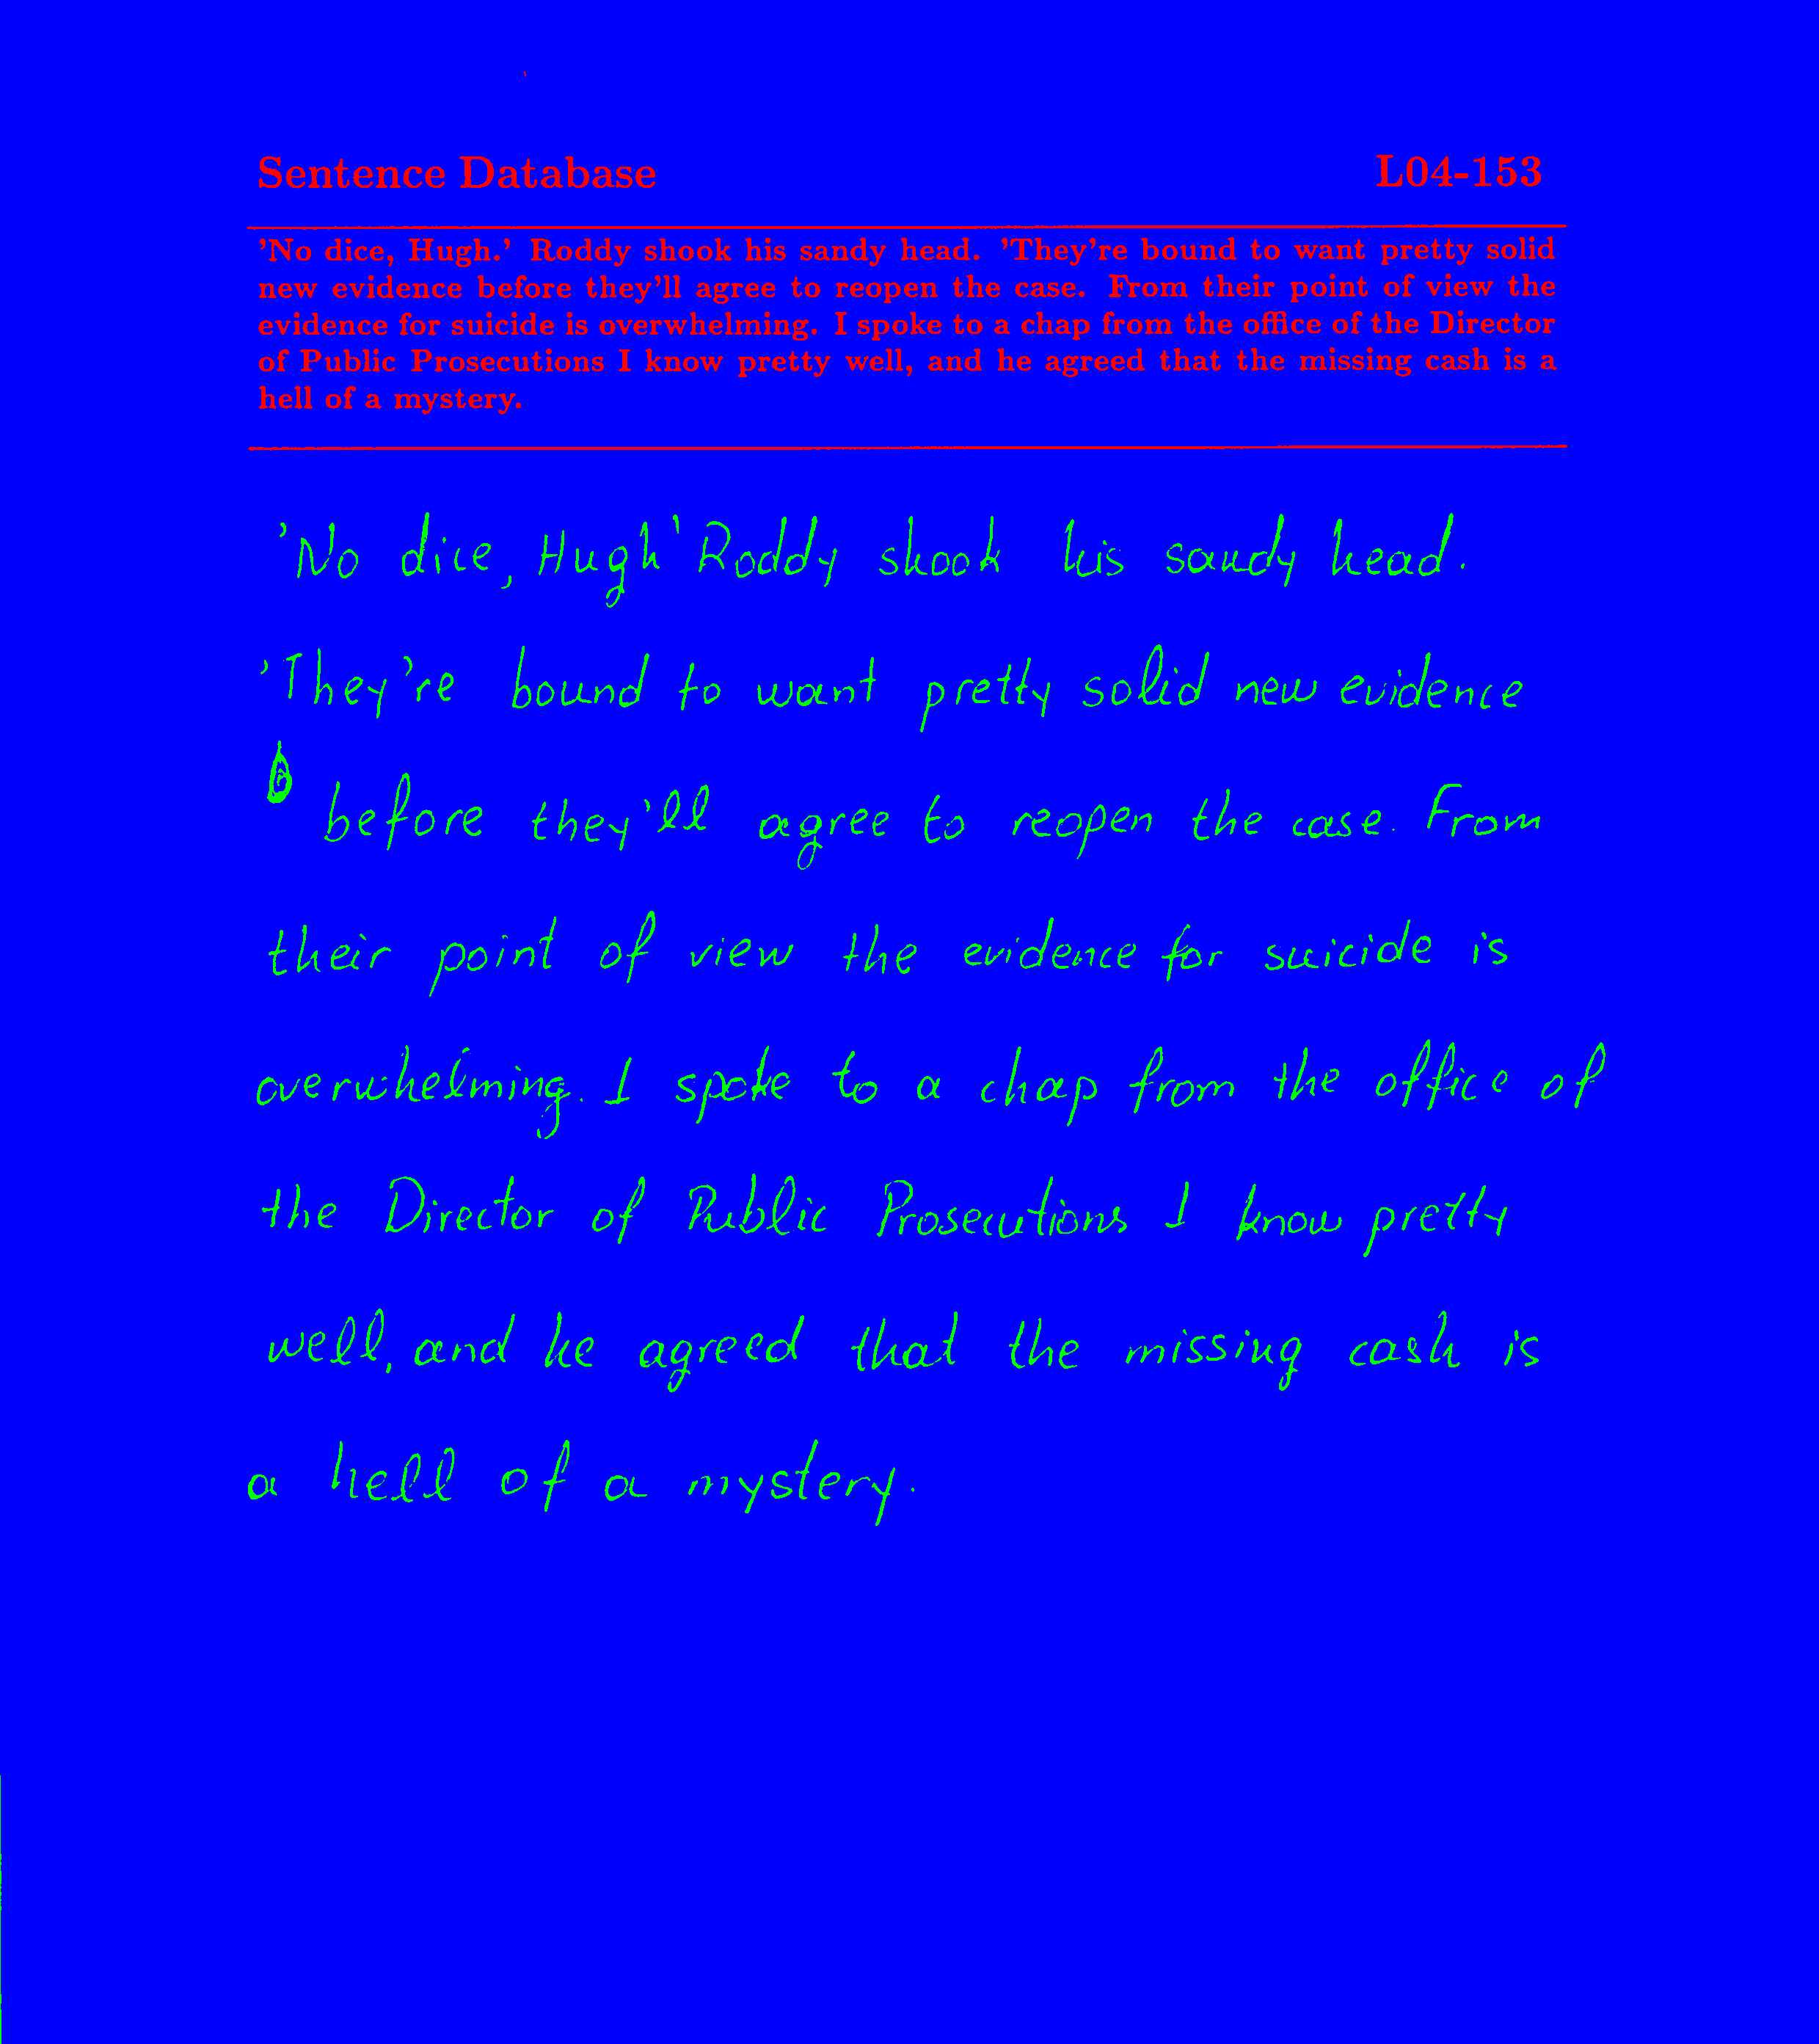 Sentence Database L04-153
'No dice, Hugh.' Roddy shook his sandy head. 'They're bound to want pretty solid
new evidence before they'll agree to reopen the case. From their point of view the
evidence for suicide is overwhelming. I spoke to a chap from the office of the Director
of Public Prosecutions I know pretty well, and he agreed that the missing cash is a
hell of a mystery.
'No dice, Hugh' Roddy shook his sandy head.
'They're bound to want pretty solid new evidence
before they'll agree to reopen the case. From
their point of view the evidence for suicide is
overwhelming. I spoke to a chap from the office of
the Director of Public Prosecutions I know pretty
well, and he agreed that the missing cash is
a hell of a mystery.